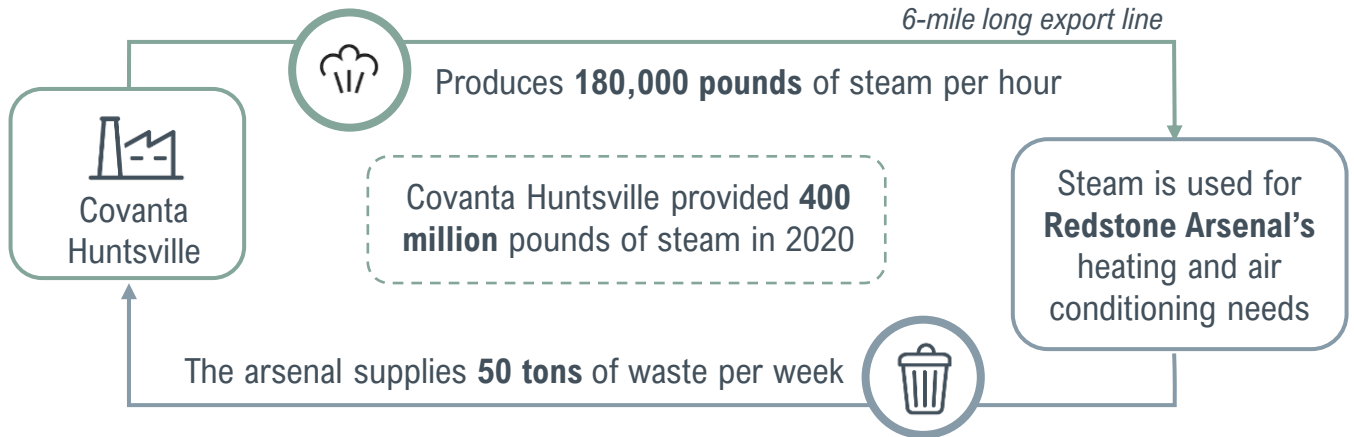 6-mile long export line
Produces 180,000 pounds of steam per hour
Covanta
Huntsville
Covanta Huntsville provided 400
million pounds of steam in 2020
Steam is used for
Redstone Arsenal's
heating and air
conditioning needs
The arsenal supplies 50 tons of waste per week